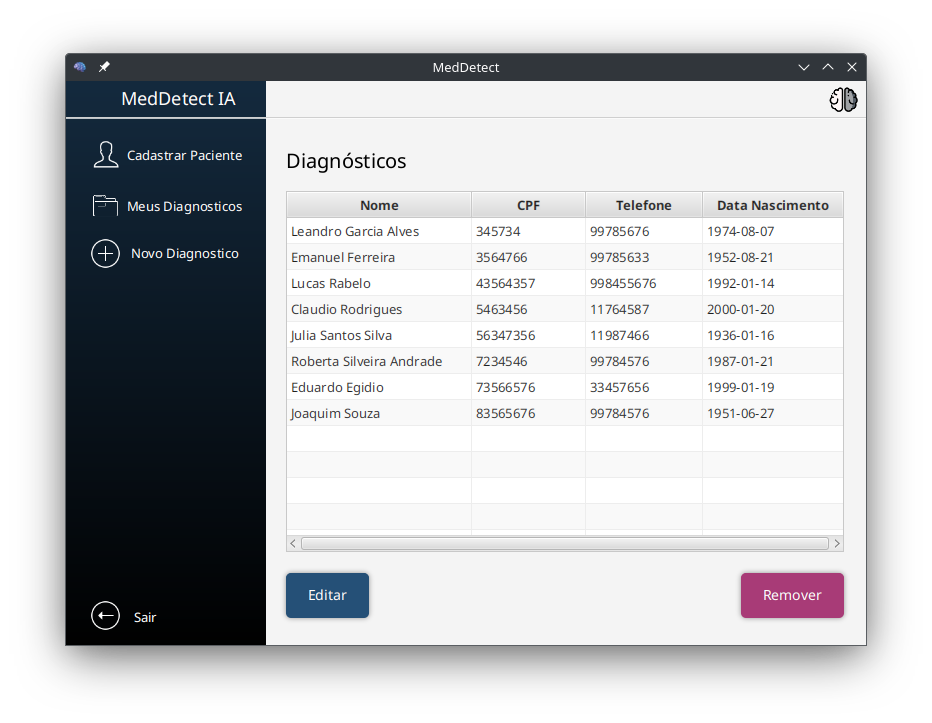 MedDetect
MedDetect IA
Cadastrar Paciente
Meus Diagnosticos
Novo Diagnostico
Sair
Diagnósticos
Nome CPF Telefone Data Nascimento
Leandro Garcia Alves 345734 99785676 1974-08-07
Emanuel Ferreira 3564766 99785633 1952-08-21
Lucas Rabelo 43564357 998455676 1992-01-14
Claudio Rodrigues 5463456 11764587 2000-01-20
Julia Santos Silva 56347356 11987466 1936-01-16
Roberta Silveira Andrade 7234546 99784576 1987-01-21
Eduardo Egidio 73566576 33457656 1999-01-19
Joaquim Souza 83565676 99784576 1951-06-27
Editar Remover